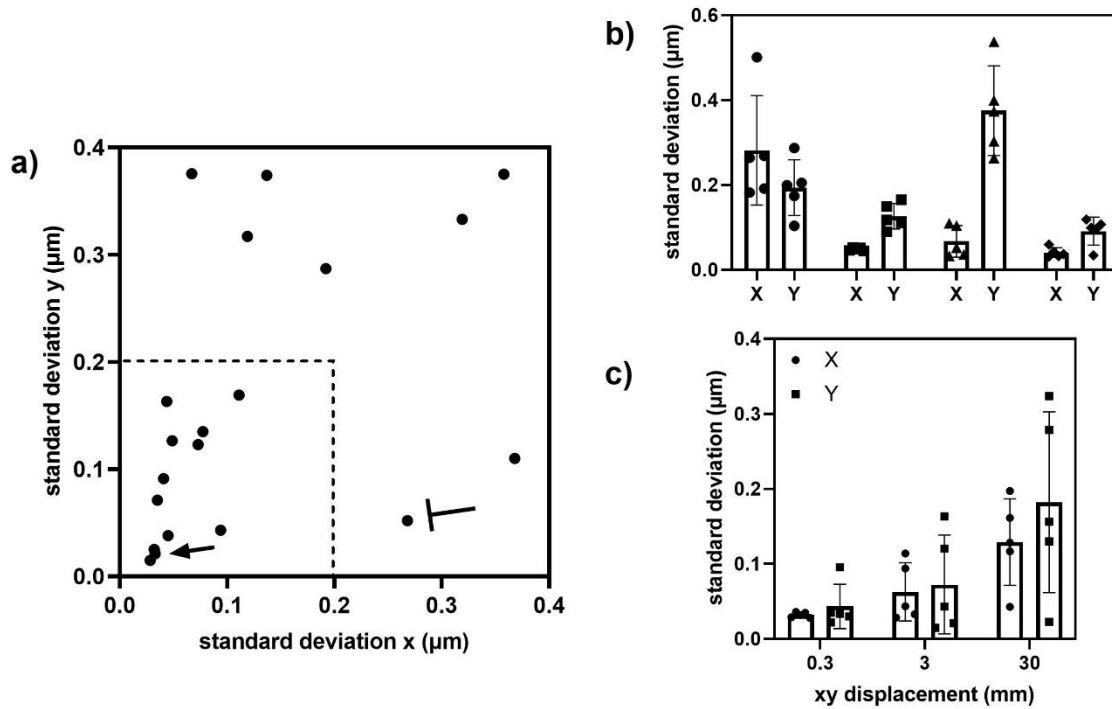 a)
standard deviation y (µm)
0.4
0.3
0.2
0.1
0.0
0.0 0.1 0.2 0.3 0.4
standard deviation x (µm)
b)
standard deviation (µm)
0.6
0.4
0.2
0.0
X Y X Y X Y X Y
c)
standard deviation (µm)
0.4
0.3
0.2
0.1
0.0
X
Y
0.3 3 30
xy displacement (mm)